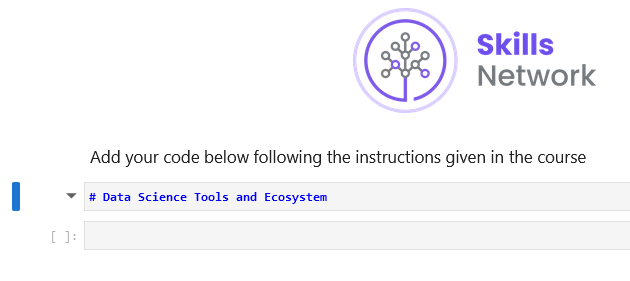 Skills
Network
Add your code below following the instructions given in the course
# Data Science Tools and Ecosystem
[ ]: